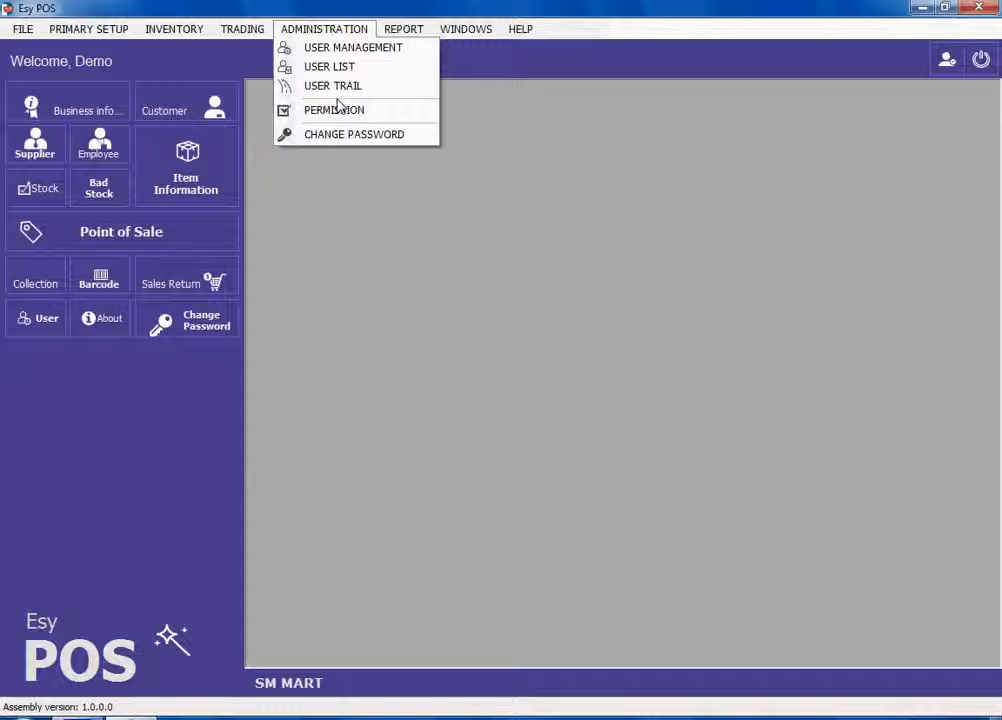 Esy POS
FILE PRIMARY SETUP INVENTORY TRADING ADMINISTRATION REPORT WINDOWS HELP
USER MANAGEMENT
USER LIST
USER TRAIL
PERMISSION
CHANGE PASSWORD
Welcome, Demo
Business info...
Customer
Supplier
Employee
Item
Information
Stock
Bad
Stock
Point of Sale
Collection
Barcode
Sales Return
User
About
Change
Password
Esy
POS
SM MART
Assembly version: 1.0.0.0